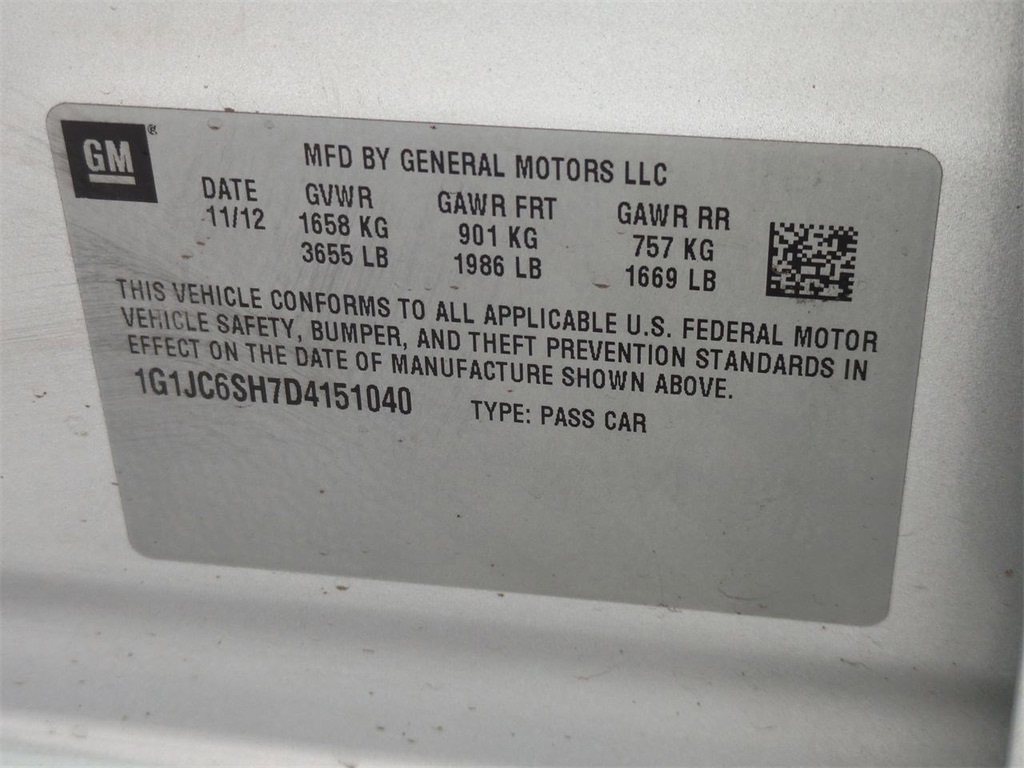 GM®
MFD BY GENERAL MOTORS LLC
DATE GVWR GAWR FRT GAWR RR
11/12 1658 KG 901 KG 757 KG
3655 LB 1986 LB 1669 LB
THIS VEHICLE CONFORMS TO ALL APPLICABLE U.S. FEDERAL MOTOR
VEHICLE SAFETY, BUMPER, AND THEFT PREVENTION STANDARDS IN
EFFECT ON THE DATE OF MANUFACTURE SHOWN ABOVE.
1G1JC6SH7D4151040 TYPE: PASS CAR